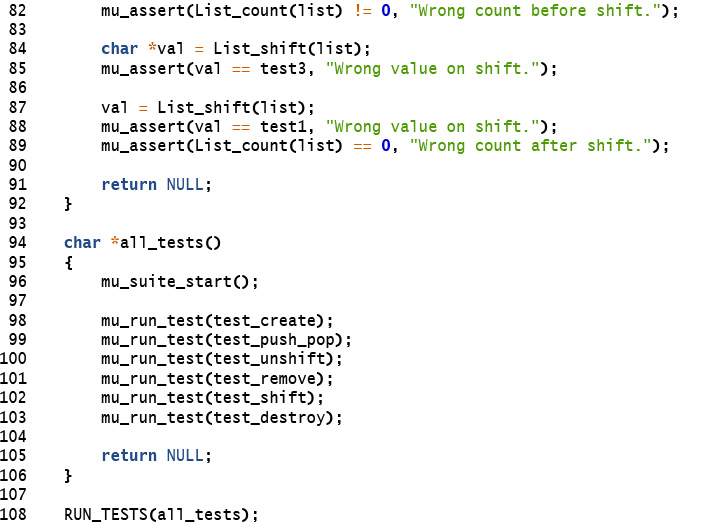 82 mu_assert(List_count(list) != 0, "Wrong count before shift.");
83
84 char *val = List_shift(list);
85 mu_assert(val == test3, "Wrong value on shift.");
86
87 val = List_shift(list);
88 mu_assert(val == test1, "Wrong value on shift.");
89 mu_assert(List_count(list) == 0, "Wrong count after shift.");
90
91 return NULL;
92 }
93
94 char *all_tests()
95 {
96 mu_suite_start();
97
98 mu_run_test(test_create);
99 mu_run_test(test_push_pop);
100 mu_run_test(test_unshift);
101 mu_run_test(test_remove);
102 mu_run_test(test_shift);
103 mu_run_test(test_destroy);
104
105 return NULL;
106 }
107
108 RUN_TESTS(all_tests);